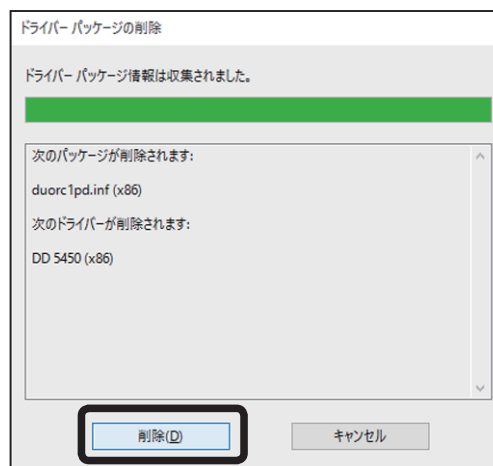 ドライバー パッケージの削除
ドライバー パッケージ情報は収集されました。
次のパッケージが削除されます:
duorc1pd.inf (x86)
次のドライバーが削除されます:
DD 5450 (x86)
削除(D)
キャンセル